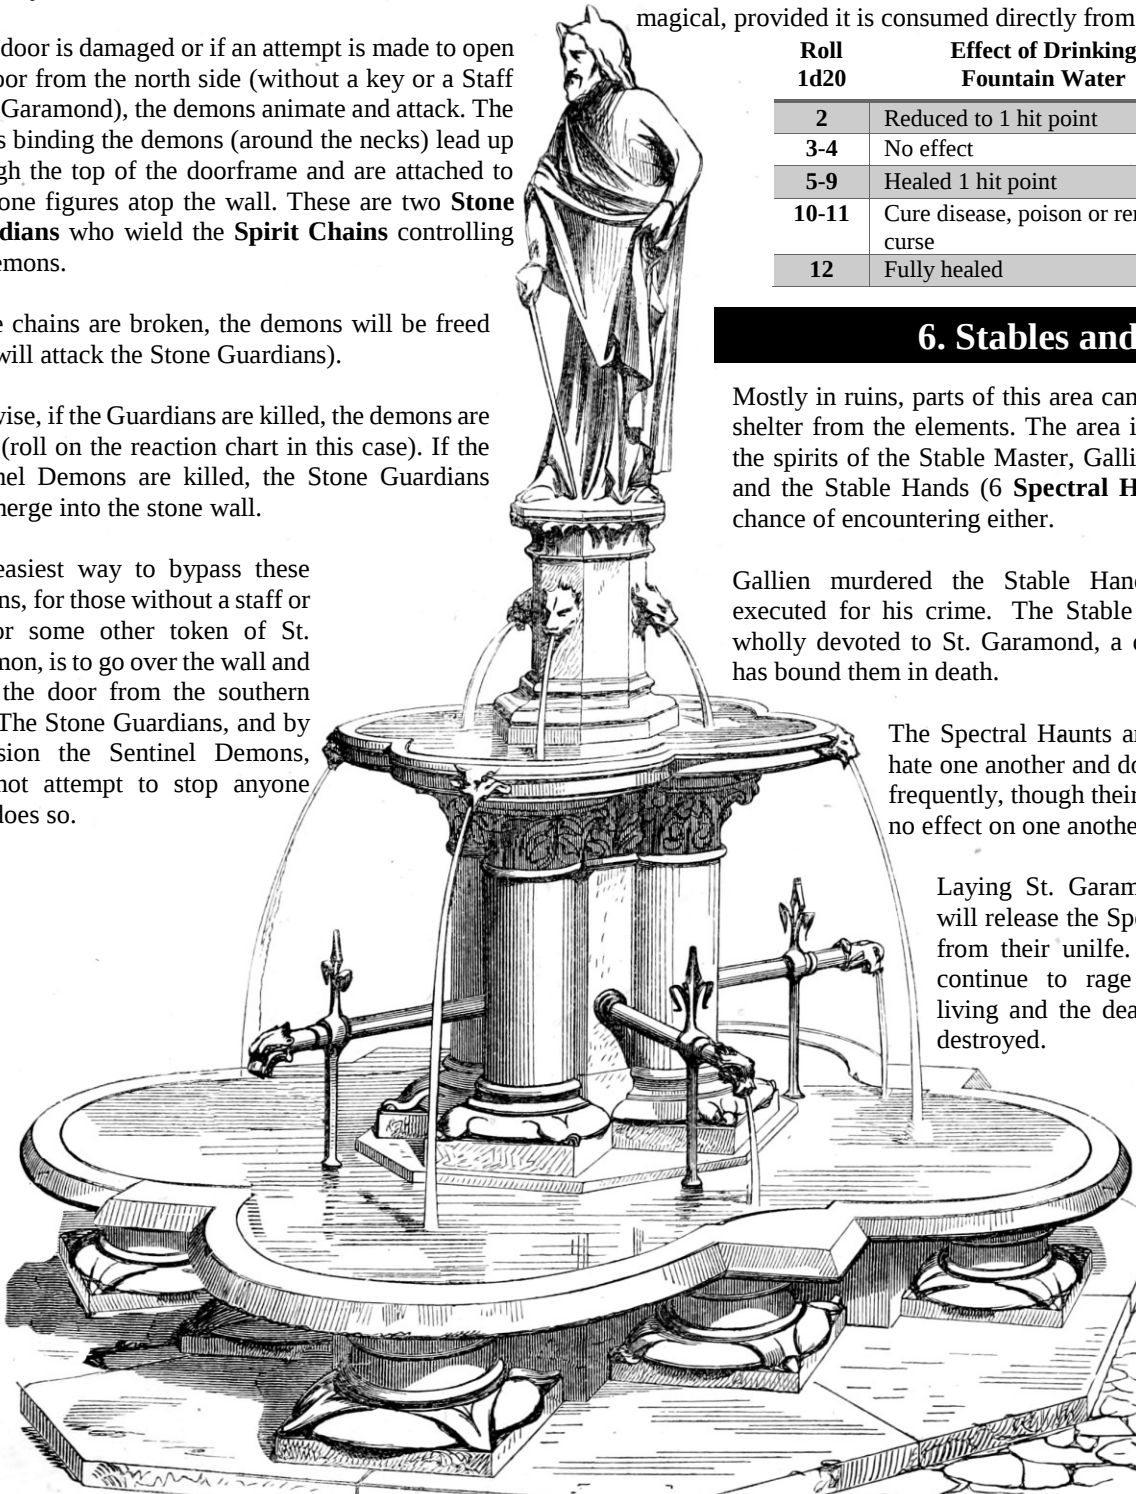 door is damaged or if an attempt is made to open
oor from the north side (without a key or a Staff
Garamond), the demons animate and attack. The
s binding the demons (around the necks) lead up
gh the top of the doorframe and are attached to
one figures atop the wall. These are two Stone
dians who wield the Spirit Chains controlling
emons.
e chains are broken, the demons will be freed
will attack the Stone Guardians).
wise, if the Guardians are killed, the demons are
(roll on the reaction chart in this case). If the
nel Demons are killed, the Stone Guardians
nerge into the stone wall.
easiest way to bypass these
ns, for those without a staff or
or some other token of St.
mon, is to go over the wall and
the door from the southern
The Stone Guardians, and by
sion the Sentinel Demons,
not attempt to stop anyone
does so.
magical, provided it is consumed directly from
Roll Effect of Drinking
1d20 Fountain Water
2 Reduced to 1 hit point
3-4 No effect
5-9 Healed 1 hit point
10-11 Cure disease, poison or rem
curse
12 Fully healed
6. Stables and
Mostly in ruins, parts of this area can
shelter from the elements. The area i
the spirits of the Stable Master, Galli
and the Stable Hands (6 Spectral H
chance of encountering either.
Gallien murdered the Stable Hand
executed for his crime. The Stable
wholly devoted to St. Garamond, a c
has bound them in death.
The Spectral Haunts ar
hate one another and do
frequently, though their
no effect on one anothe
Laying St. Garam
will release the Spe
from their unilfe.
continue to rage
living and the dea
destroyed.